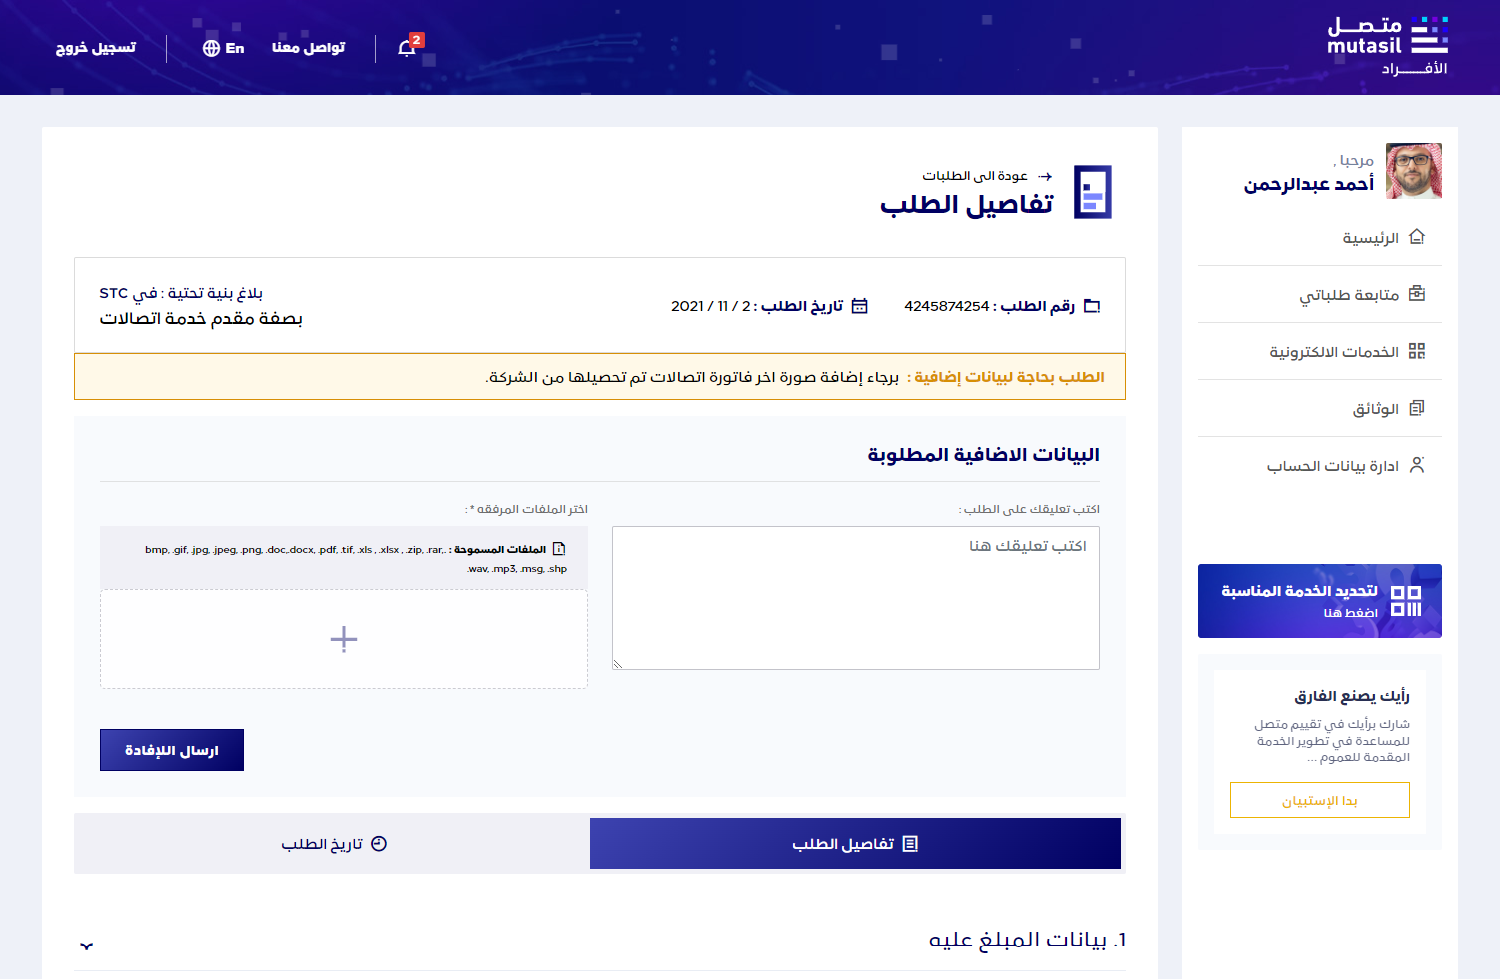 متصل
mutasil
الأفراد
2
تواصل معنا
En
تسجيل خروج
مرحبا ,
أحمد عبدالرحمن
الرئيسية
متابعة طلباتي
الخدمات الالكترونية
الوثائق
ادارة بيانات الحساب
لتحديد الخدمة المناسبة
اضغط هنا
رأيك يصنع الفارق
شارك برأيك في تقييم متصل
للمساعدة في تطوير الخدمة
المقدمة للعموم ...
بدا الإستبيان
عودة الى الطلبات
تفاصيل الطلب
رقم الطلب : 4245874254
تاريخ الطلب : 2 / 11 / 2021
بلاغ بنية تحتية : في STC
بصفة مقدم خدمة اتصالات
الطلب بحاجة لبيانات إضافية : برجاء إضافة صورة اخر فاتورة اتصالات تم تحصيلها من الشركة.
البيانات الاضافية المطلوبة
اكتب تعليقك على الطلب :
اكتب تعليقك هنا
اختر الملفات المرفقه * :
الملفات المسموحة : .bmp, .gif, .jpg, .jpeg, .png, .doc,.docx, .pdf, .tif, .xls , .xlsx , .zip, .rar,
.wav, .mp3, .msg, .shp
ارسال اللإفادة
تفاصيل الطلب
تاريخ الطلب
1. بيانات المبلغ عليه